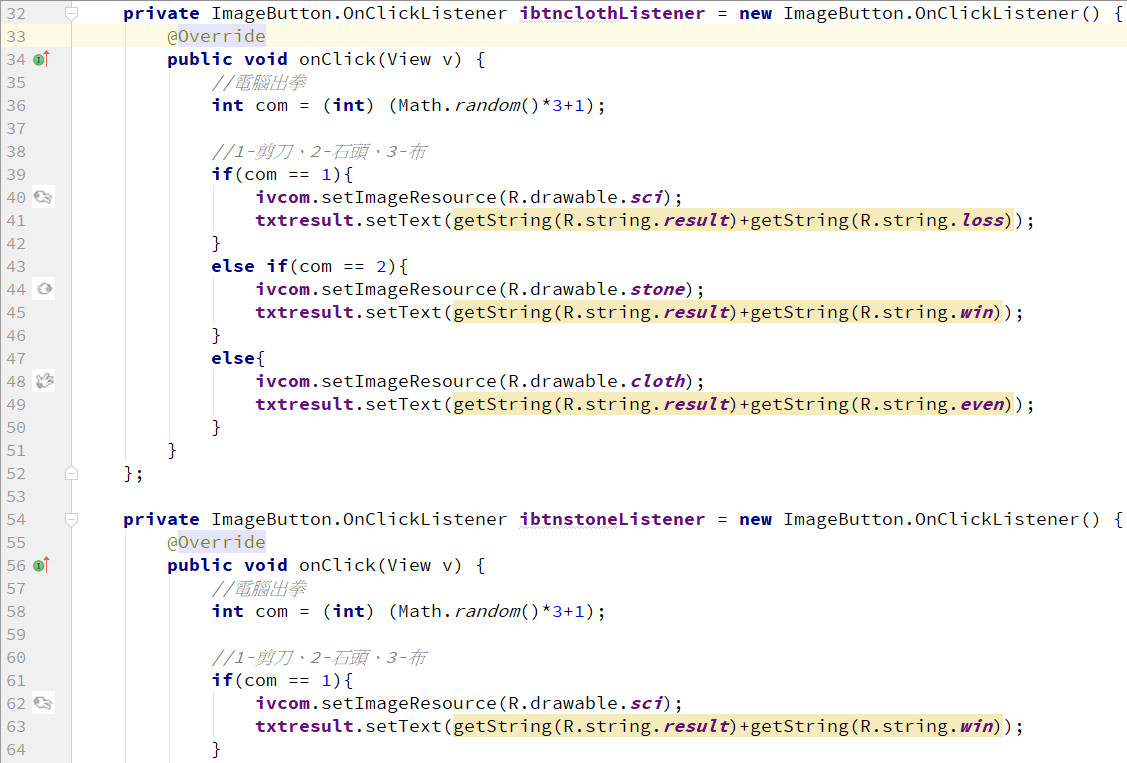 32 private ImageButton.OnClickListener ibtnclothListener = new ImageButton.OnClickListener() {
33 @Override
34 public void onClick(View v) {
35 //電腦出拳
36 int com = (int) (Math.random()*3+1);
37
38 //1-剪刀、2-石頭、3-布
39 if(com == 1){
40 ivcom.setImageResource(R.drawable.sci);
41 txtresult.setText(getString(R.string.result)+getString(R.string.loss));
42 }
43 else if(com == 2){
44 ivcom.setImageResource(R.drawable.stone);
45 txtresult.setText(getString(R.string.result)+getString(R.string.win));
46 }
47 else{
48 ivcom.setImageResource(R.drawable.cloth);
49 txtresult.setText(getString(R.string.result)+getString(R.string.even));
50 }
51 }
52 };
53
54 private ImageButton.OnClickListener ibtnstoneListener = new ImageButton.OnClickListener() {
55 @Override
56 public void onClick(View v) {
57 //電腦出拳
58 int com = (int) (Math.random()*3+1);
59
60 //1-剪刀、2-石頭、3-布
61 if(com == 1){
62 ivcom.setImageResource(R.drawable.sci);
63 txtresult.setText(getString(R.string.result)+getString(R.string.win));
64 }